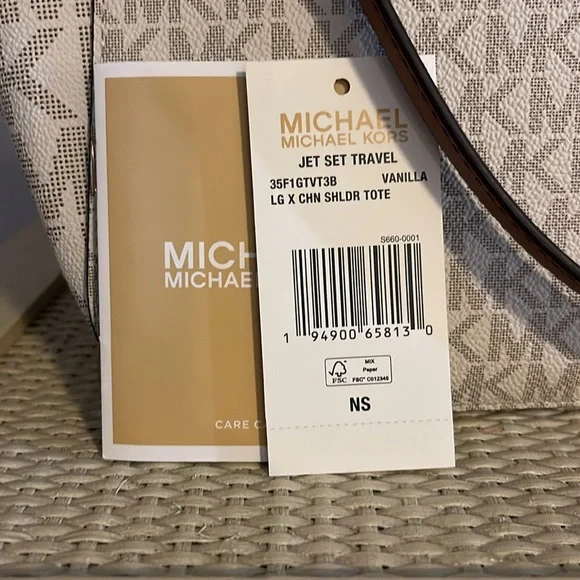 MICHAEL
MICHAEL KORS
JET SET TRAVEL
35F1GTVT3B VANILLA
LG X CHN SHLDR TOTE
S660-0001
1 94900 65813 0
FSC
MIX
Paper
FSC® C012345
NS
MICH
MICHAEL
CARE C